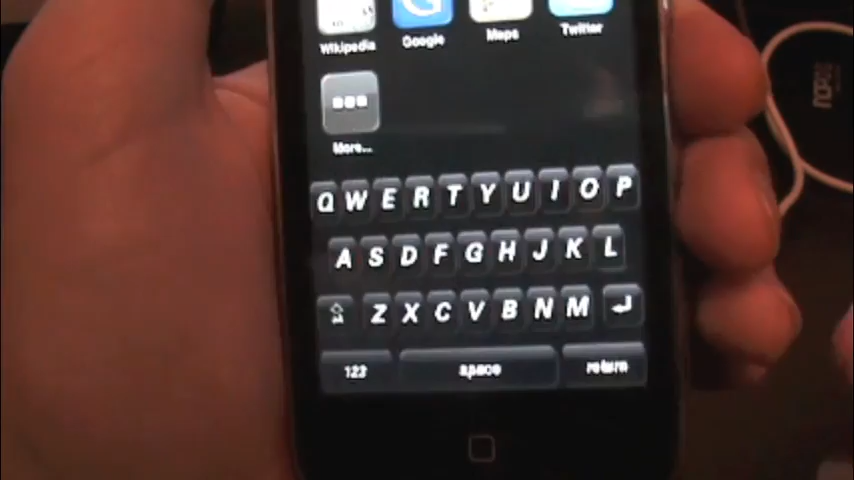 Wikipedia Google Maps Twitter
More...
Q W E R T Y U I O P
A S D F G H J K L
Z X C V B N M
123 space return